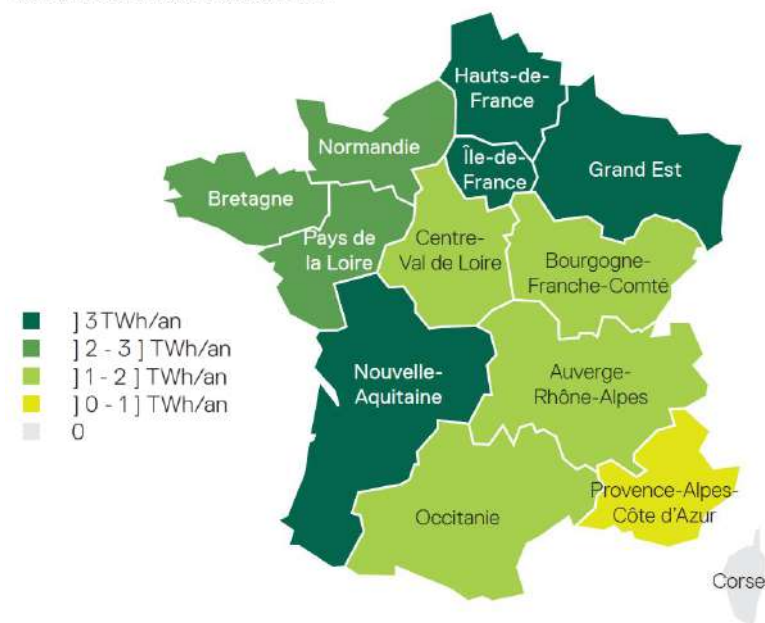 Hauts-de-
France
Normandie
Île-de-
France
Grand Est
Bretagne
Pays de
la Loire
Centre-
Val de Loire
Bourgogne-
Franche-Comté
] 3 TWh/an
] 2 - 3 ] TWh/an
] 1 - 2 ] TWh/an
] 0 - 1 ] TWh/an
0
Nouvelle-
Aquitaine
Auverge-
Rhône-Alpes
Provence-Alpes-
Côte d'Azur
Occitanie
Corse